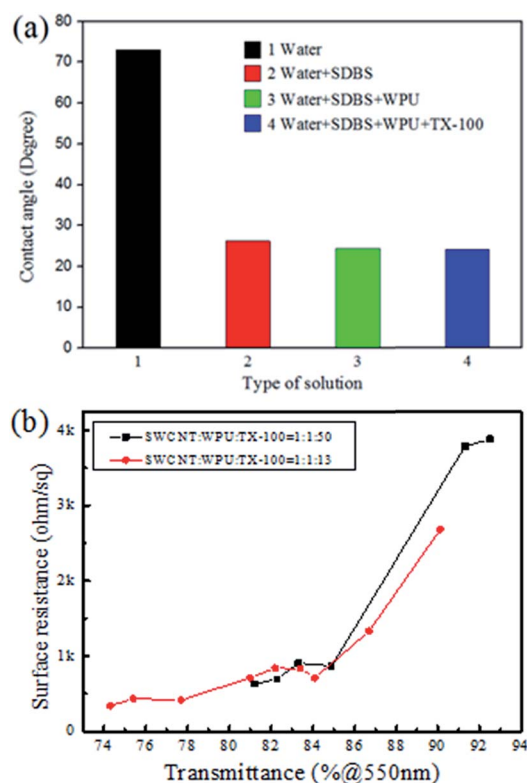 (a)
80
70
60
50
40
30
20
10
0
Contact angle (Degree)
1 Water
2 Water+SDBS
3 Water+SDBS+WPU
4 Water+SDBS+WPU+TX-100
1 2 3 4
Type of solution
(b)
4k
3k
2k
1k
0
Surface resistance (ohm/sq)
SWCNT:WPU:TX-100=1:1:50
SWCNT:WPU:TX-100=1:1:13
74 76 78 80 82 84 86 88 90 92 94
Transmittance (%@550nm)